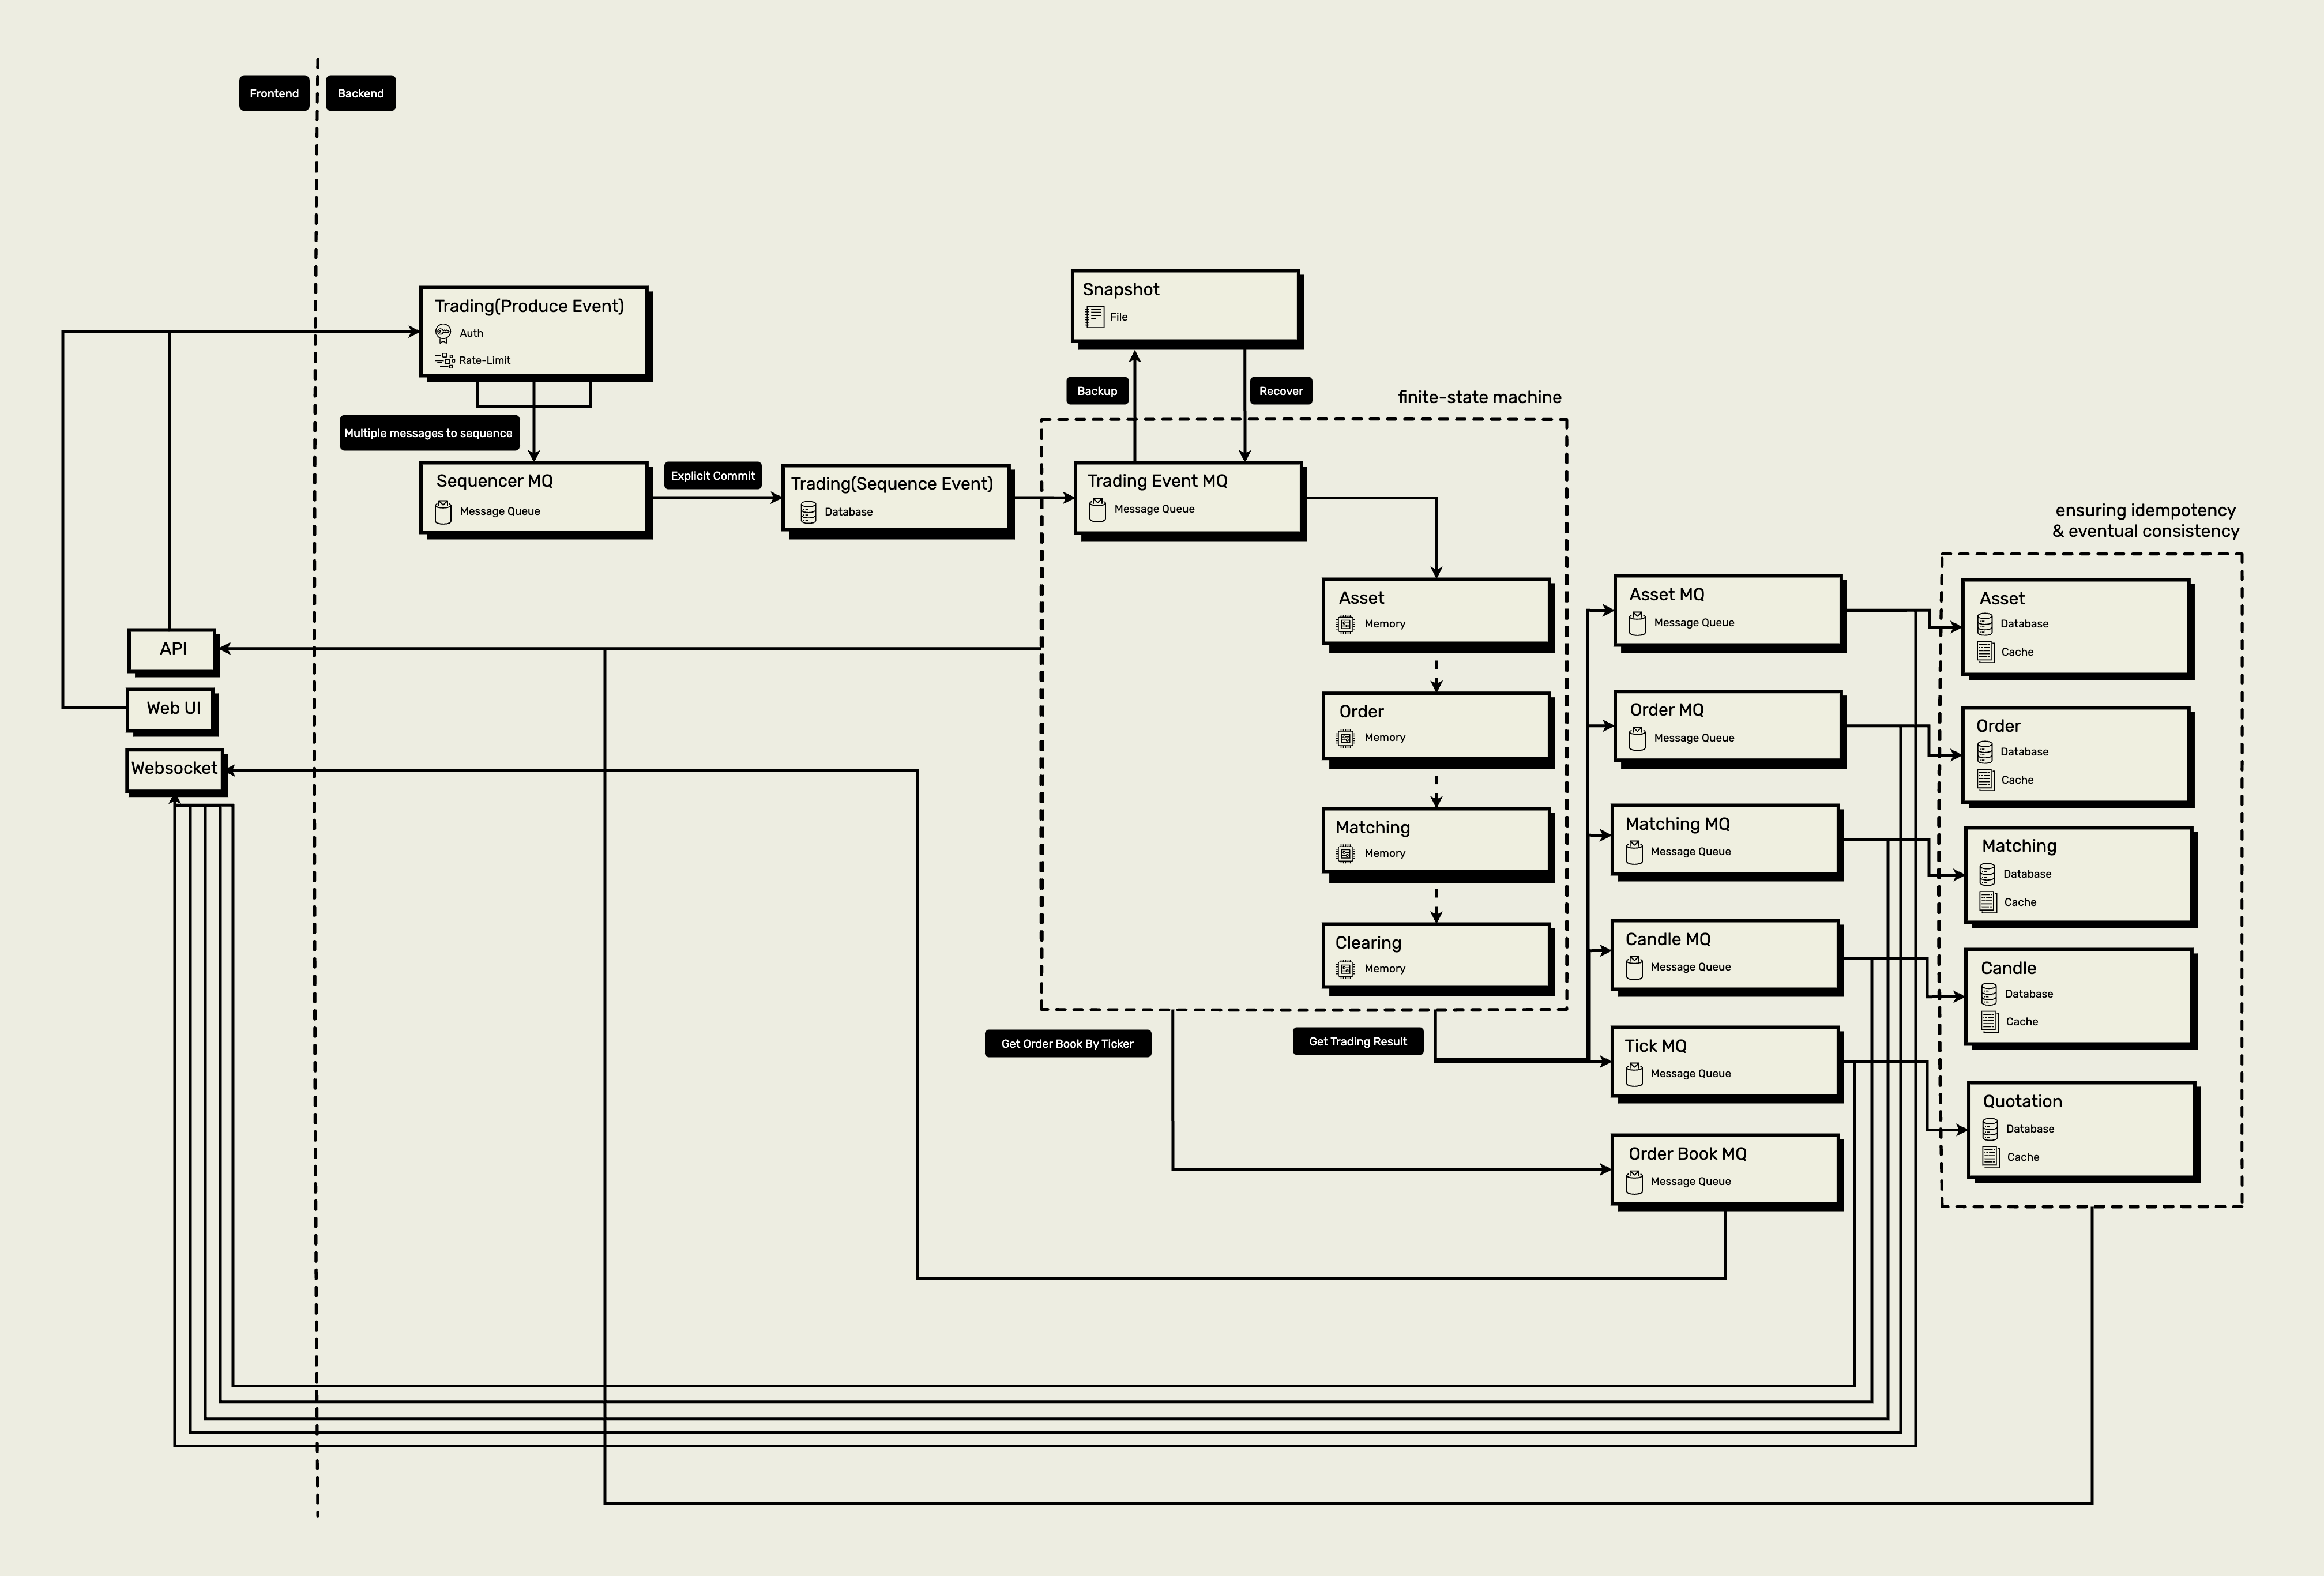 Frontend
Backend
Trading(Produce Event)
Auth
Rate-Limit
Multiple messages to sequence
Sequencer MQ
Message Queue
Explicit Commit
Trading(Sequence Event)
Database
Snapshot
File
Backup
Recover
finite-state machine
Trading Event MQ
Message Queue
Asset
Memory
Order
Memory
Matching
Memory
Clearing
Memory
API
Web UI
Websocket
Get Order Book By Ticker
Get Trading Result
Asset MQ
Message Queue
Order MQ
Message Queue
Matching MQ
Message Queue
Candle MQ
Message Queue
Tick MQ
Message Queue
Order Book MQ
Message Queue
ensuring idempotency
& eventual consistency
Asset
Database
Cache
Order
Database
Cache
Matching
Database
Cache
Candle
Database
Cache
Quotation
Database
Cache